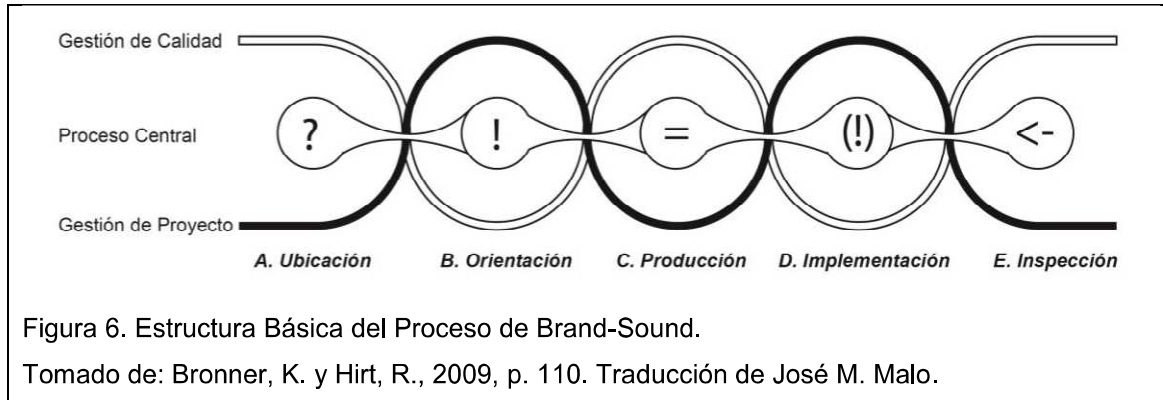 Gestión de Calidad
Proceso Central
? ! = (!) <-
Gestión de Proyecto
A. Ubicación B. Orientación C. Producción D. Implementación E. Inspección
Figura 6. Estructura Básica del Proceso de Brand-Sound.
Tomado de: Bronner, K. y Hirt, R., 2009, p. 110. Traducción de José M. Malo.